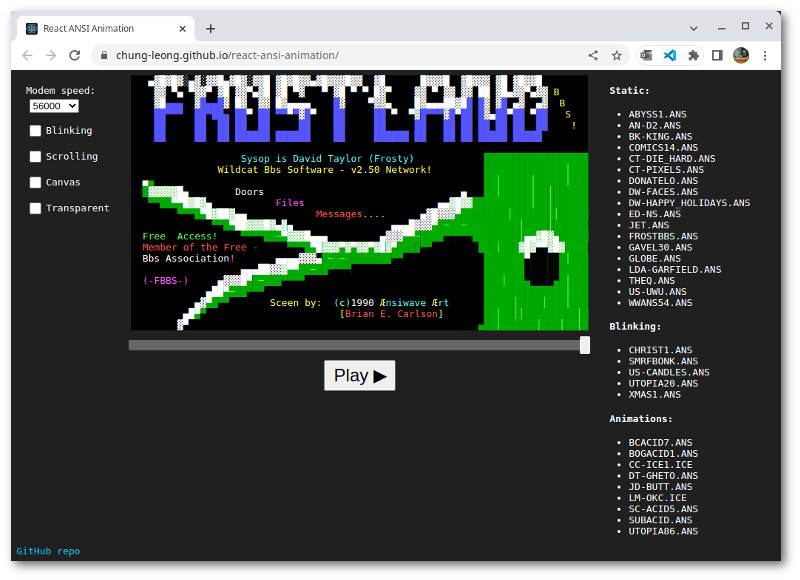 React ANSI Animation
chung-leong.github.io/react-ansi-animation/
Modem speed:
56000
Blinking
Scrolling
Canvas
Transparent
B
B
S
!
Sysop is David Taylor (Frosty)
Wildcat Bbs Software - v2.50 Network!
Doors
Files
Messages....
Free  Access!
Member of the Free -
Bbs Association!
(-FBBS-)
Sceen by:  (c)1990 Ænsiwave Ært
[Brian E. Carlson]
Play ▶
Static:
ABYSS1.ANS
AN-D2.ANS
BK-KING.ANS
COMICS14.ANS
CT-DIE_HARD.ANS
CT-PIXELS.ANS
DONATELO.ANS
DW-FACES.ANS
DW-HAPPY_HOLIDAYS.ANS
ED-NS.ANS
JET.ANS
FROSTBBS.ANS
GAVEL30.ANS
GLOBE.ANS
LDA-GARFIELD.ANS
THEQ.ANS
US-UWU.ANS
WWANS54.ANS
Blinking:
CHRIST1.ANS
SMRFBONK.ANS
US-CANDLES.ANS
UTOPIA20.ANS
XMAS1.ANS
Animations:
BCACID7.ANS
BOGACID1.ANS
CC-ICE1.ICE
DT-GHETO.ANS
JD-BUTT.ANS
LM-OKC.ICE
SC-ACID5.ANS
SUBACID.ANS
UTOPIA86.ANS
GitHub repo